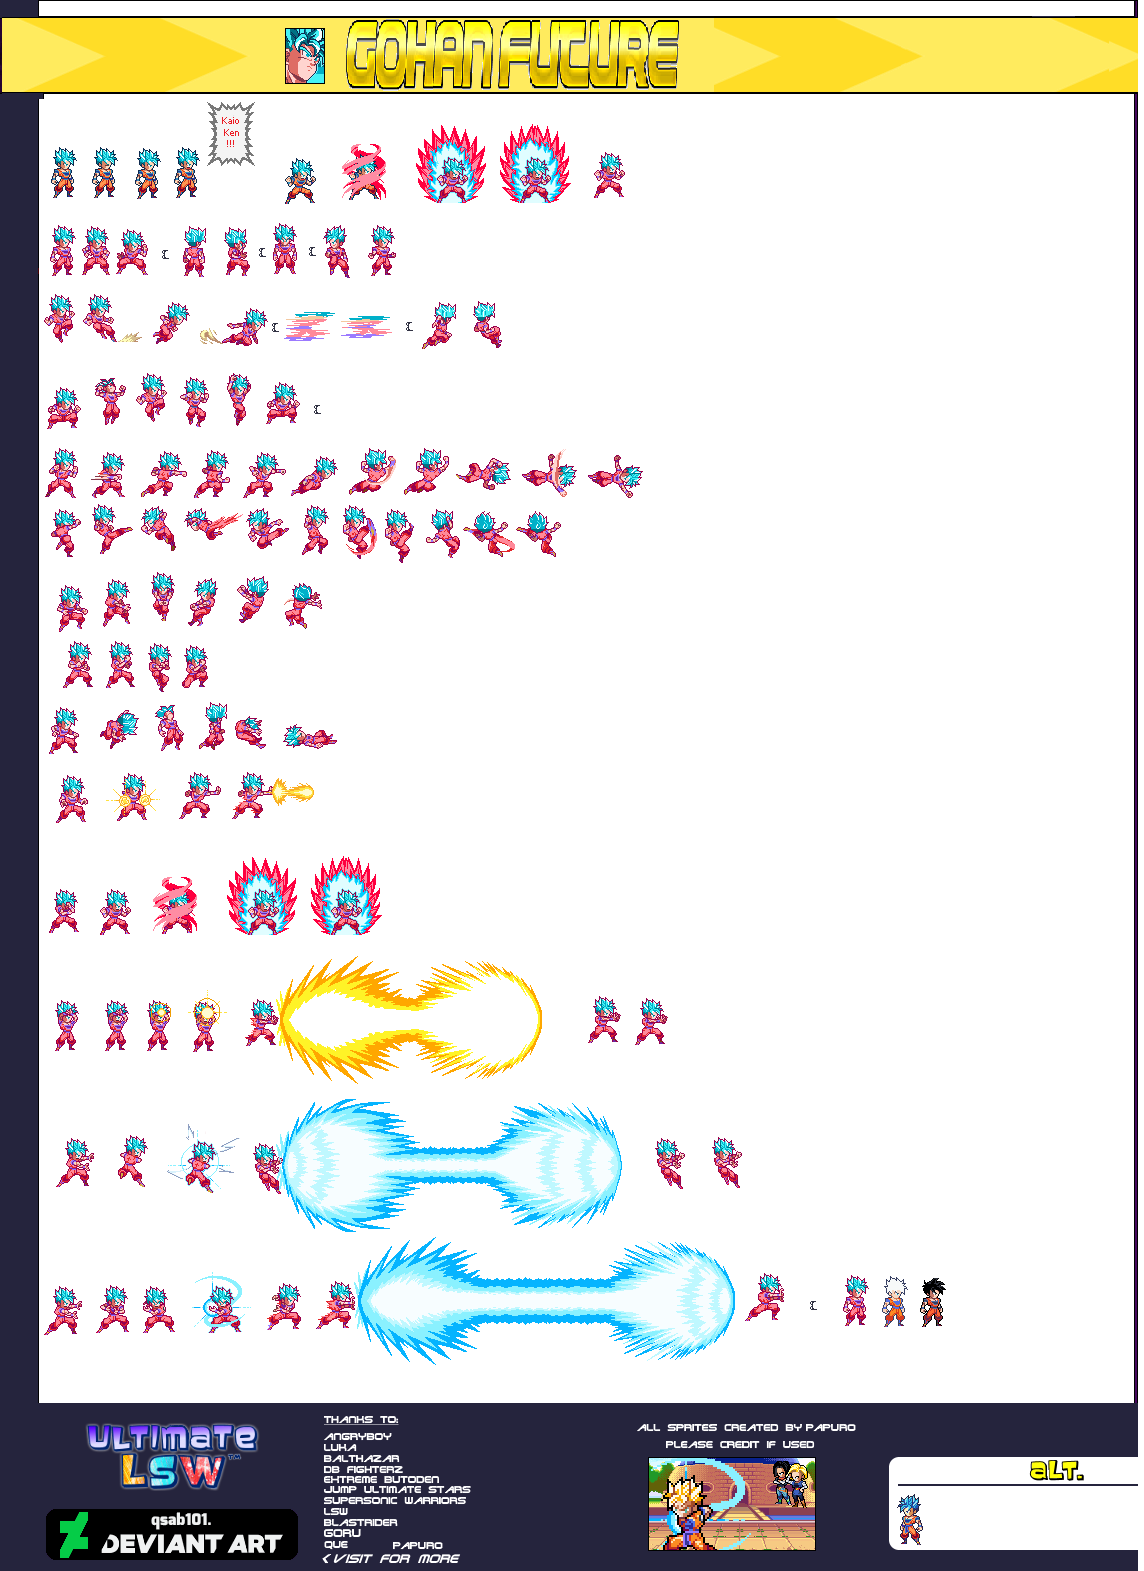 GOHAN FUTURE
Kaio
Ken
!!!
ULTIMATE
LSW™
qsab101.
DEVIANT ART
THANKS TO:
ANGRYBOY
LUKA
BALTHAZAR
DB FIGHTERZ
EXTREME BUTODEN
JUMP ULTIMATE STARS
SUPERSONIC WARRIORS
LSW
BLASTRIDER
GORU
QUE PAPURO
< VISIT FOR MORE
ALL SPRITES CREATED BY PAPURO
PLEASE CREDIT IF USED
ALT.